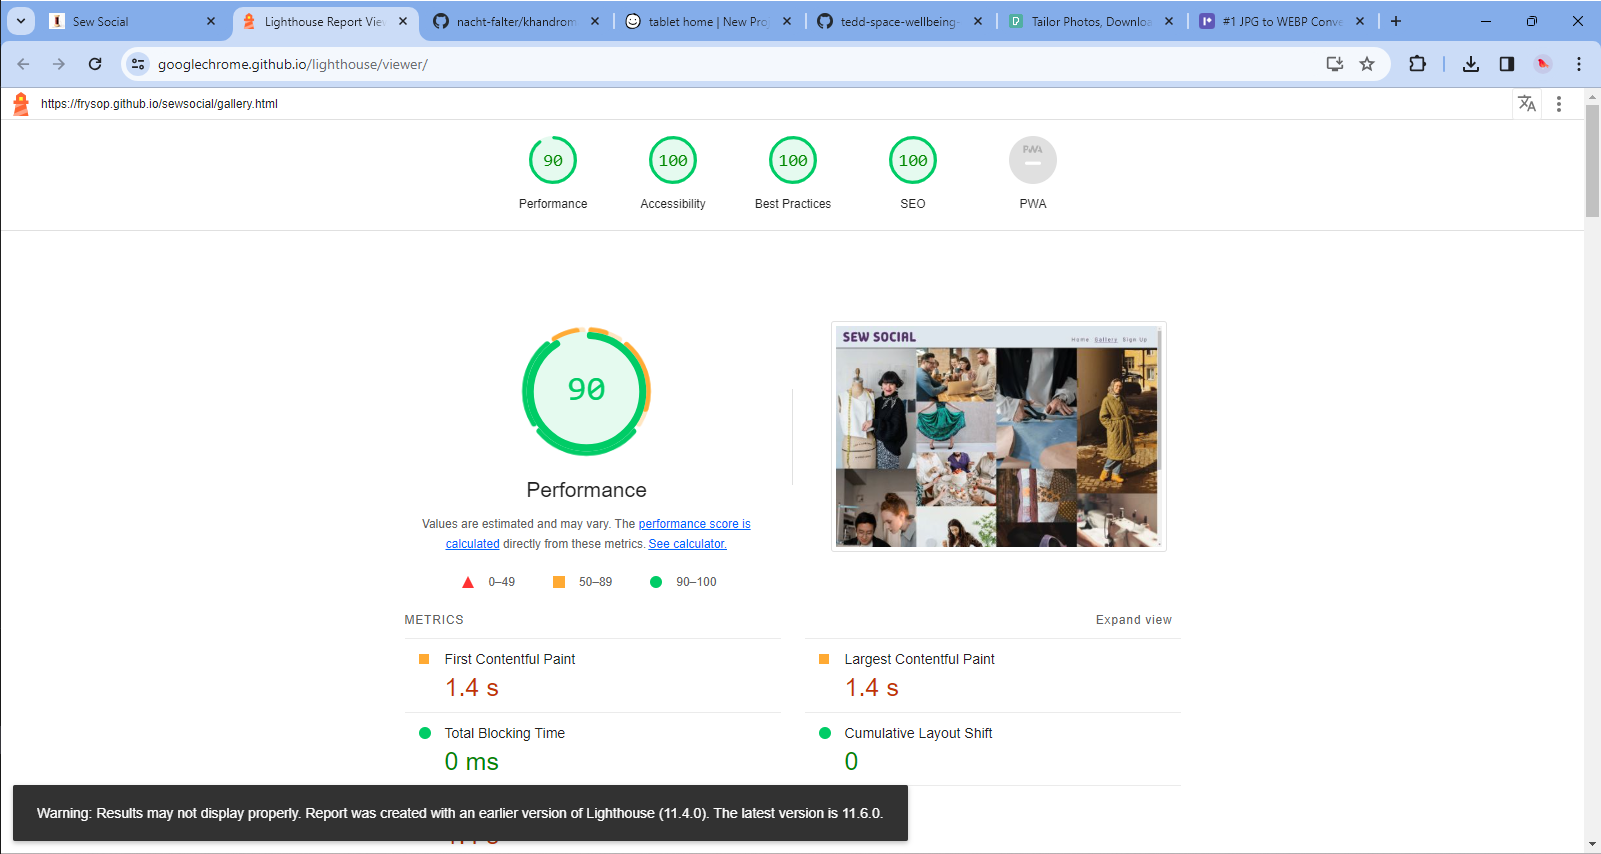 Sew Social
Lighthouse Report Vie
nacht-falter/khandrom
tablet home | New Pro
tedd-space-wellbeing-
Tailor Photos, Downloa
#1 JPG to WEBP Conve
googlechrome.github.io/lighthouse/viewer/
https://frysop.github.io/sewsocial/gallery.html
90
100
100
100
PWA
Performance
Accessibility
Best Practices
SEO
PWA
90
SEW SOCIAL
Home Gallery Sign Up
Performance
Values are estimated and may vary. The performance score is
calculated directly from these metrics. See calculator.
0–49
50–89
90–100
METRICS
Expand view
First Contentful Paint
1.4 s
Largest Contentful Paint
1.4 s
Total Blocking Time
0 ms
Cumulative Layout Shift
0
Warning: Results may not display properly. Report was created with an earlier version of Lighthouse (11.4.0). The latest version is 11.6.0.